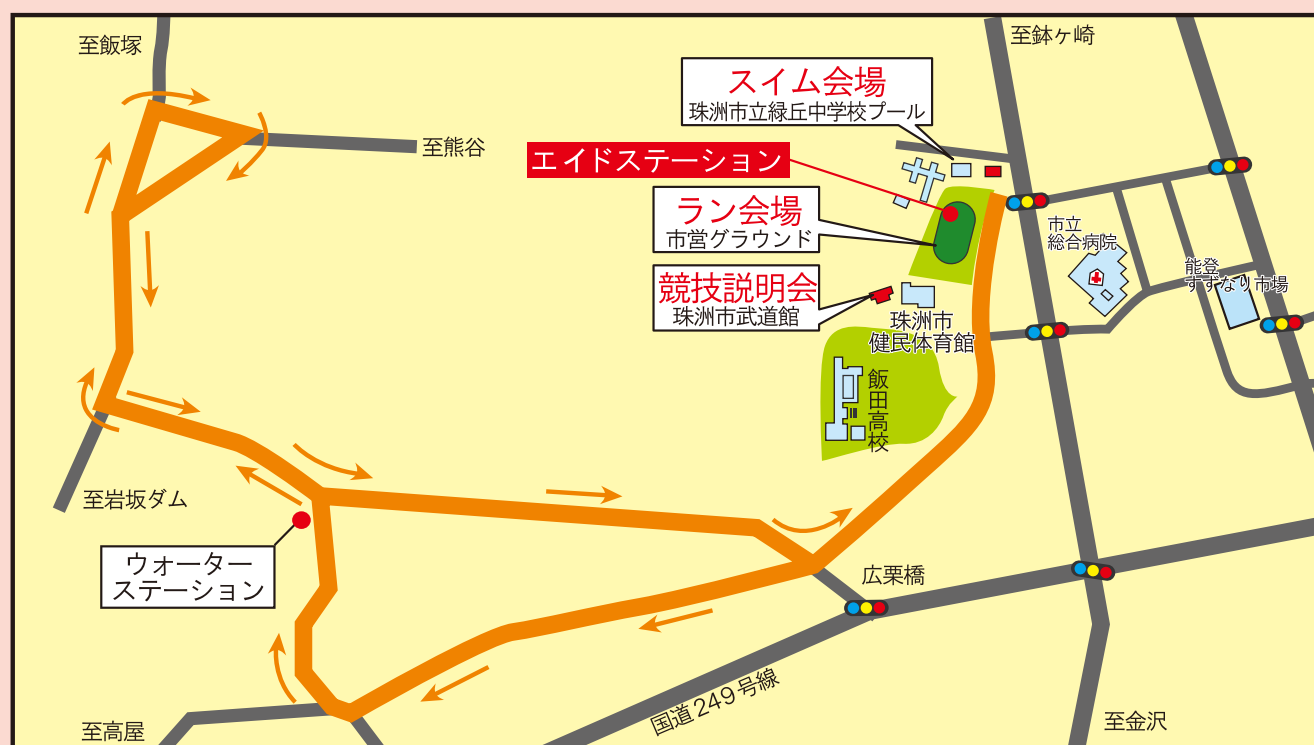 至飯塚
至鉢ヶ崎
スイム会場
珠洲市立緑丘中学校プール
至熊谷
エイドステーション
ラン会場
市営グラウンド
市立
総合病院
能登
すずなり市場
競技説明会
珠洲市武道館
珠洲市
健民体育館
飯田高校
至岩坂ダム
ウォーター
ステーション
広栗橋
国道249号線
至高屋
至金沢